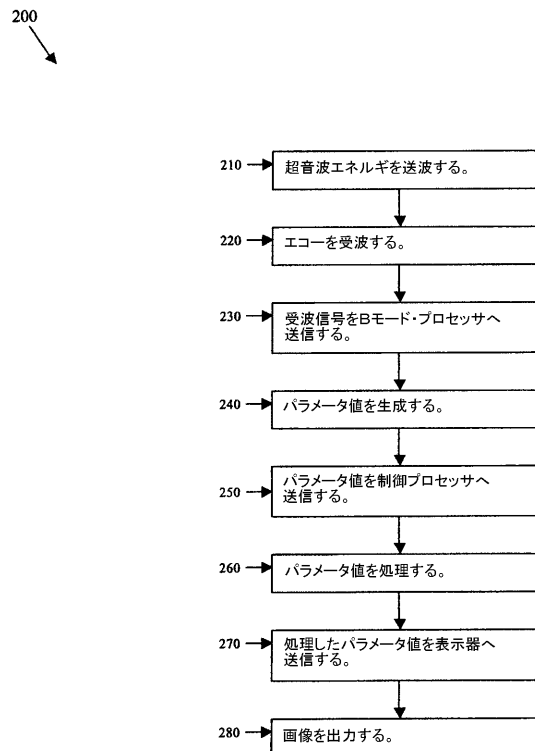 200
210 超音波エネルギを送波する。
220 エコーを受波する。
230 受波信号をBモード・プロセッサへ
送信する。
240 パラメータ値を生成する。
250 パラメータ値を制御プロセッサへ
送信する。
260 パラメータ値を処理する。
270 処理したパラメータ値を表示器へ
送信する。
280 画像を出力する。